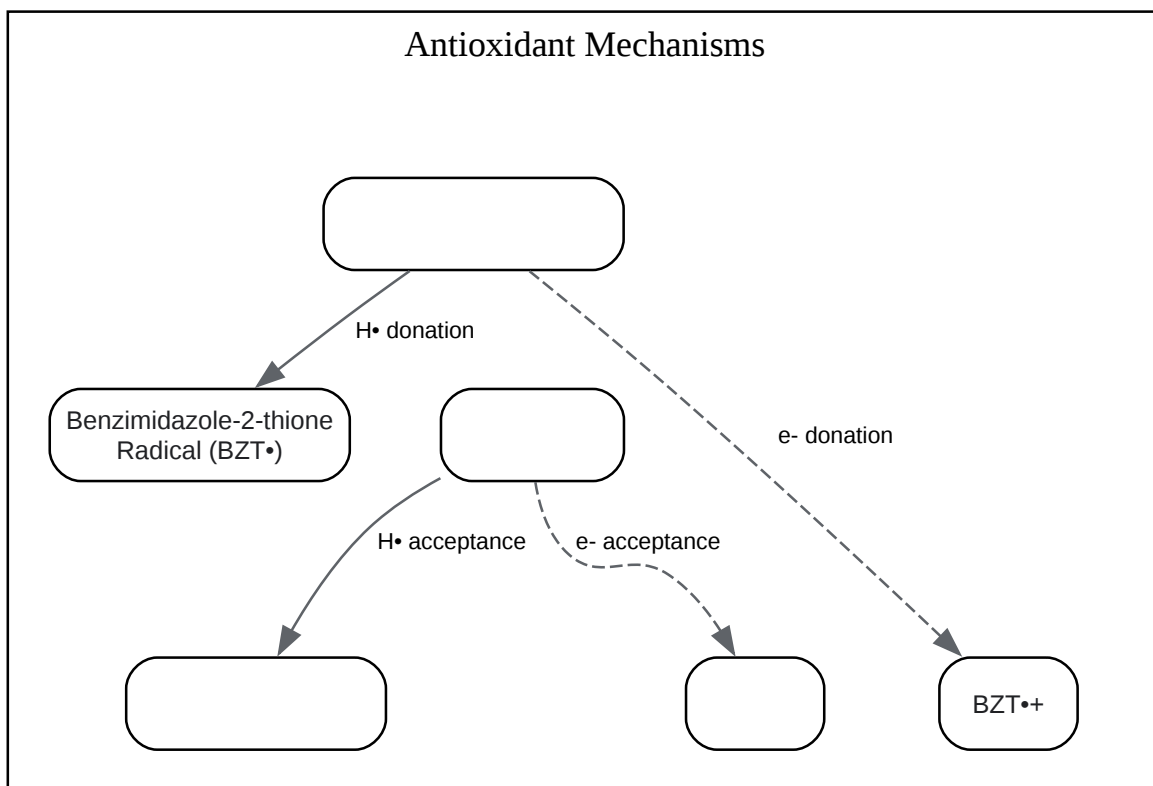 Antioxidant Mechanisms
H• donation
Benzimidazole-2-thione
Radical (BZT•)
e- donation
H• acceptance
e- acceptance
BZT•+